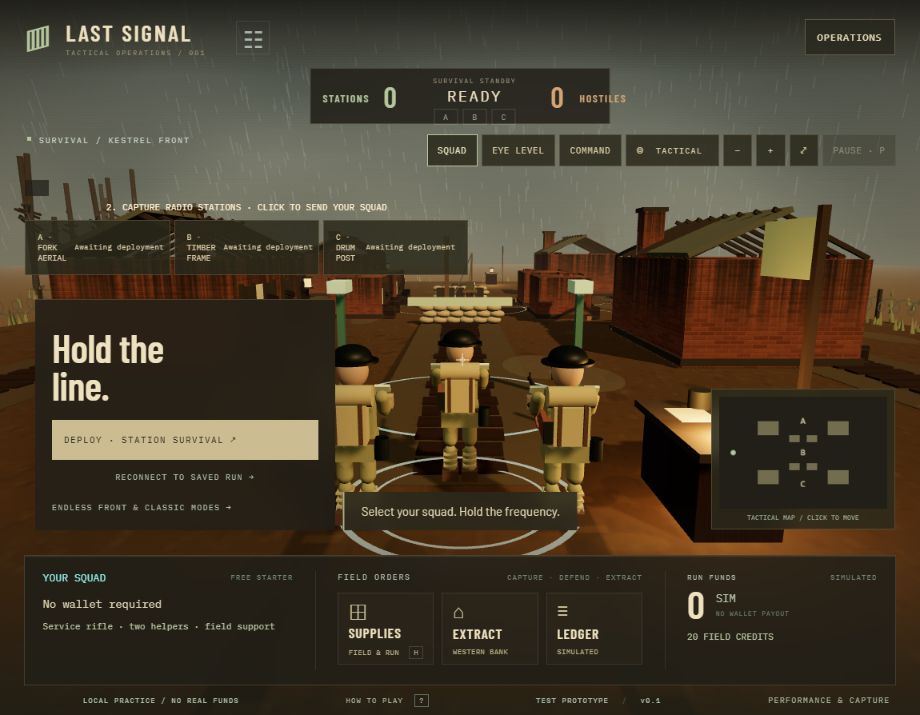 LAST SIGNAL
TACTICAL OPERATIONS / 001
OPERATIONS
STATIONS 0
SURVIVAL STANDBY
READY
A B C
0 HOSTILES
SURVIVAL / KESTREL FRONT
SQUAD EYE LEVEL COMMAND TACTICAL − + PAUSE · P
2. CAPTURE RADIO STATIONS · CLICK TO SEND YOUR SQUAD
A · FORK AERIAL Awaiting deployment
B · TIMBER FRAME Awaiting deployment
C · DRUM POST Awaiting deployment
Hold the
line.
DEPLOY · STATION SURVIVAL ↗
RECONNECT TO SAVED RUN →
ENDLESS FRONT & CLASSIC MODES →
Select your squad. Hold the frequency.
A
B
C
TACTICAL MAP / CLICK TO MOVE
YOUR SQUAD FREE STARTER
No wallet required
Service rifle · two helpers · field support
FIELD ORDERS CAPTURE · DEFEND · EXTRACT
SUPPLIES
FIELD & RUN H
EXTRACT
WESTERN BANK
LEDGER
SIMULATED
RUN FUNDS SIMULATED
0 SIM
NO WALLET PAYOUT
20 FIELD CREDITS
LOCAL PRACTICE / NO REAL FUNDS HOW TO PLAY ? TEST PROTOTYPE / v0.1 PERFORMANCE & CAPTURE